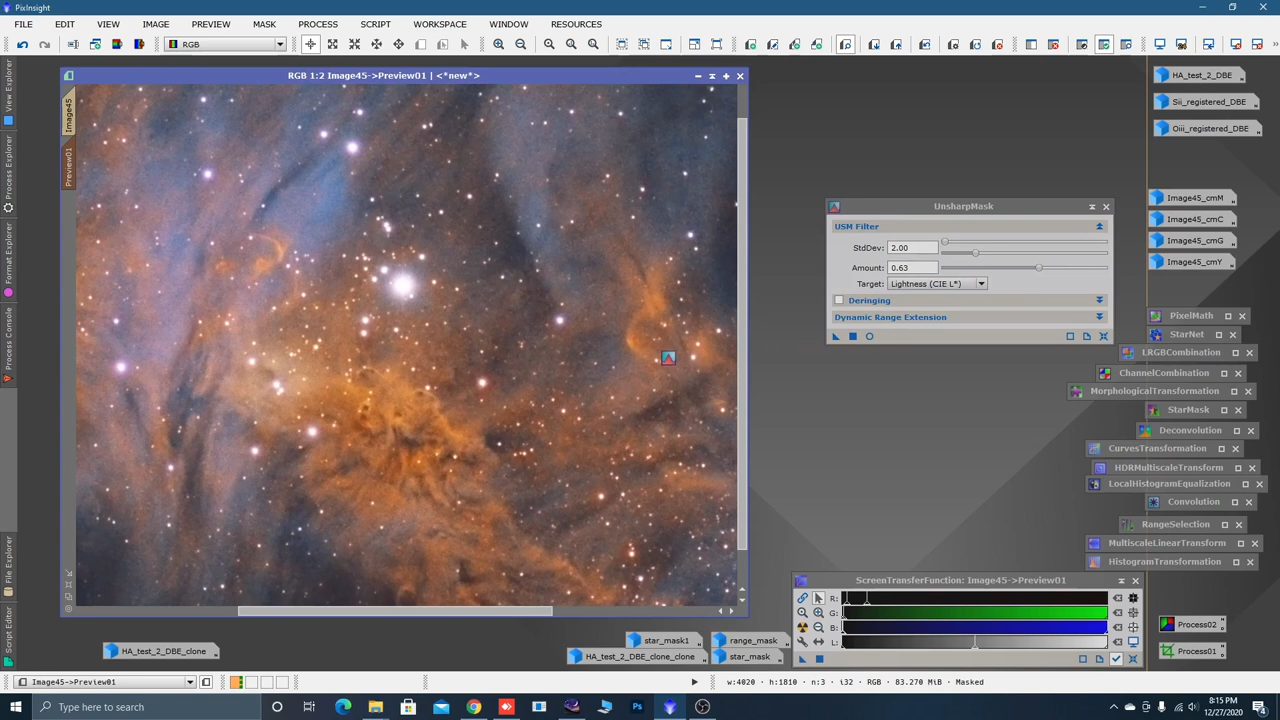 PixInsight
FILE EDIT VIEW IMAGE PREVIEW MASK PROCESS SCRIPT WORKSPACE WINDOW RESOURCES
RGB
View Explorer
Process Explorer
Format Explorer
Process Console
File Explorer
Script Editor
RGB 1:2 Image45->Preview01 | <*new*>
Image45
Preview01
HA_test_2_DBE
Sii_registered_DBE
Oiii_registered_DBE
Image45_cmM
Image45_cmC
Image45_cmG
Image45_cmY
UnsharpMask
USM Filter
StdDev: 2.00
Amount: 0.63
Target: Lightness (CIE L*)
Deringing
Dynamic Range Extension
PixelMath
StarNet
LRGBCombination
ChannelCombination
MorphologicalTransformation
StarMask
Deconvolution
CurvesTransformation
HDRMultiscaleTransform
LocalHistogramEqualization
Convolution
RangeSelection
MultiscaleLinearTransform
HistogramTransformation
ScreenTransferFunction: Image45->Preview01
R:
G:
B:
L:
Process02
Process01
HA_test_2_DBE_clone
star_mask1
range_mask
HA_test_2_DBE_clone_clone
star_mask
Image45->Preview01
w:4020 · h:1810 · n:3 · i32 · RGB · 83.270 MiB · Masked
Type here to search
Ps
8:15 PM
12/27/2020
4